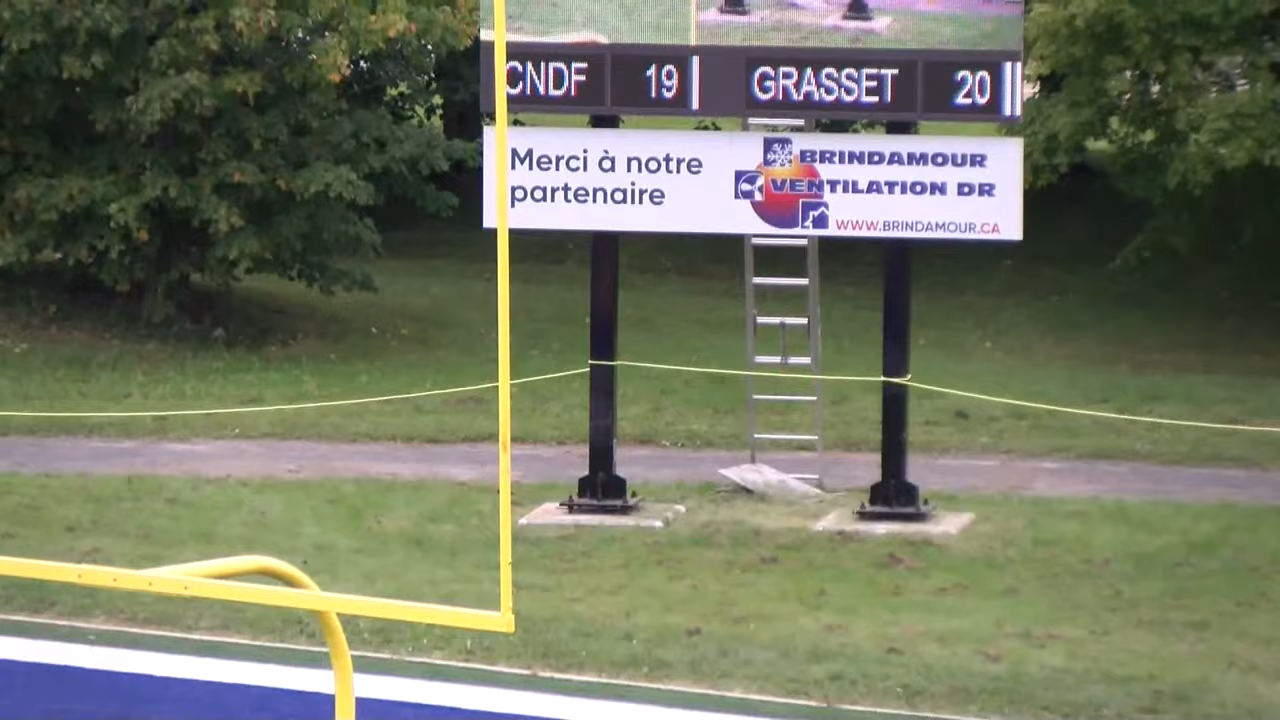 CNDF 19 GRASSET 20
Merci à notre
partenaire
BRINDAMOUR
VENTILATION DR
WWW.BRINDAMOUR.CA